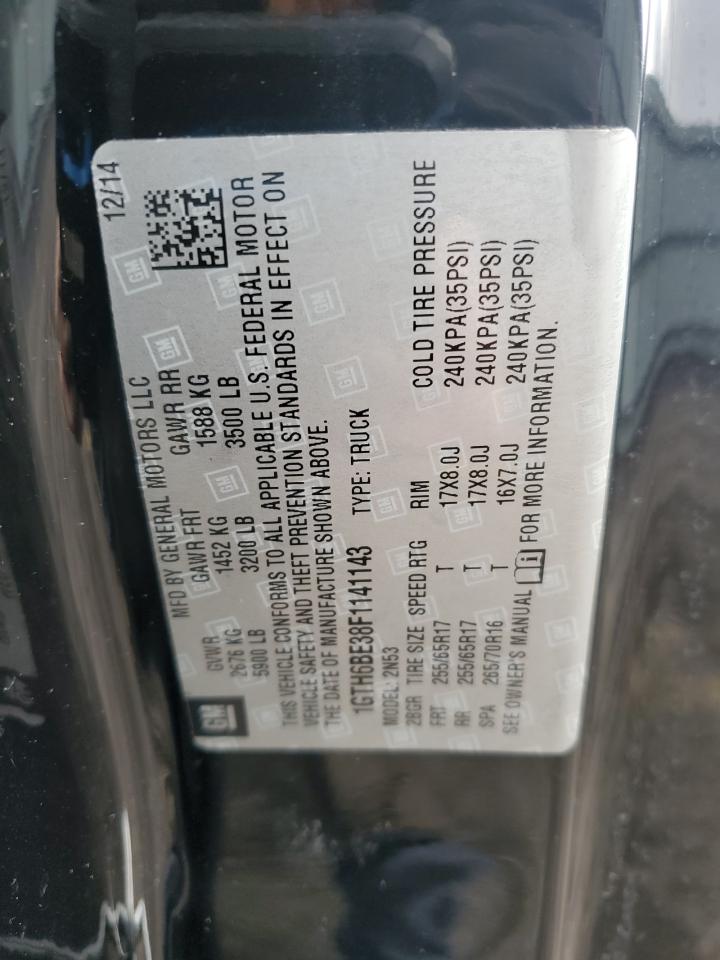 MFD BY GENERAL MOTORS LLC 12/14
GM
GVWR GAWR FRT GAWR RR
2676 KG 1452 KG 1588 KG
5900 LB 3200 LB 3500 LB
THIS VEHICLE CONFORMS TO ALL APPLICABLE U.S. FEDERAL MOTOR
VEHICLE SAFETY AND THEFT PREVENTION STANDARDS IN EFFECT ON
THE DATE OF MANUFACTURE SHOWN ABOVE.
1GTH6BE38F1141143 TYPE: TRUCK
MODEL: 2N53
2BGR TIRE SIZE SPEED RTG RIM COLD TIRE PRESSURE
FRT 255/65R17 T 17X8.0J 240KPA(35PSI)
RR 255/65R17 T 17X8.0J 240KPA(35PSI)
SPA 265/70R16 T 16X7.0J 240KPA(35PSI)
SEE OWNER'S MANUAL i FOR MORE INFORMATION.